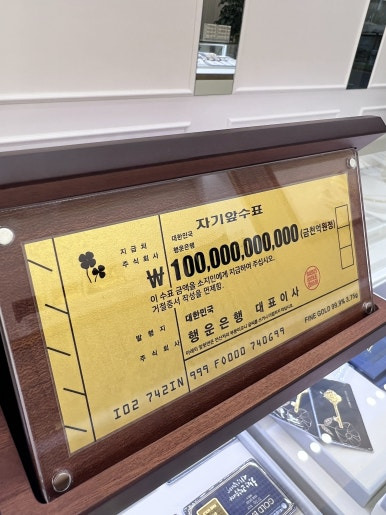 자기앞수표
지급지
주식회사
대한민국
행운은행
₩100,000,000,000 (금천억원정)
이 수표 금액을 소지인에게 지급하여 주십시오.
거절증서 작성을 면제함.
발행지
주식회사
대한민국
행운은행 대표이사
FINE GOLD 99.9% 3.75g
I02 742IN 999 F0000 740699
GOLD